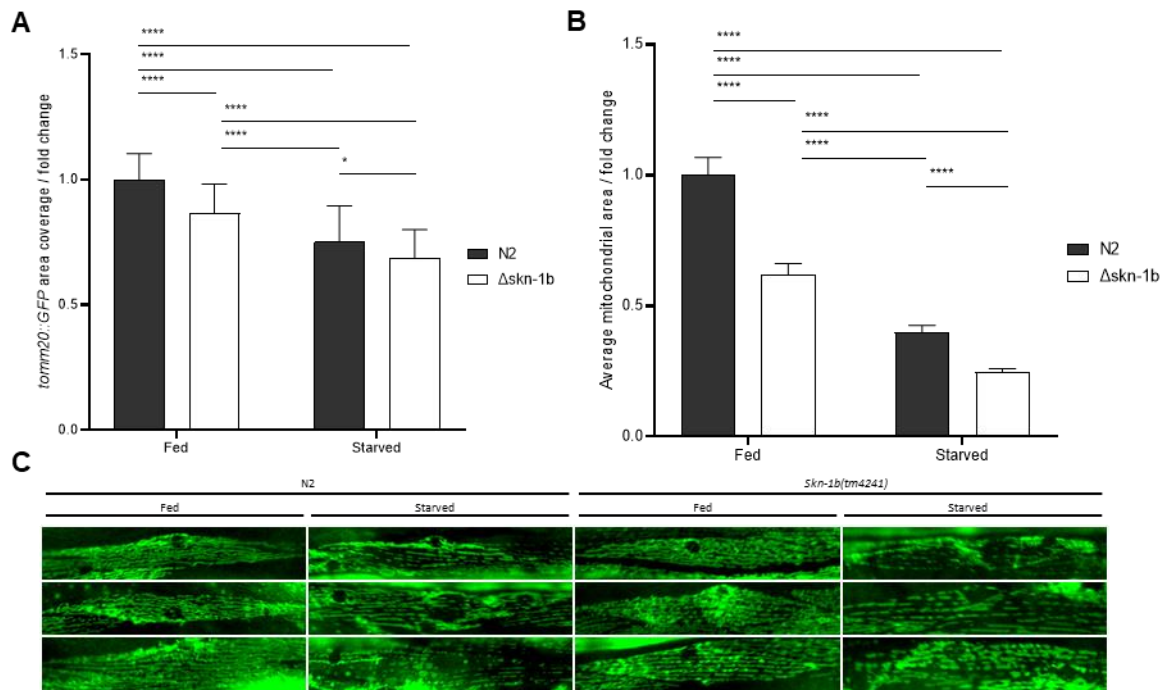 A
****
****
****
****
****
*
1.5
1.0
0.5
0.0
tomm20::GFP area coverage / fold change
Fed
Starved
N2
Δskn-1b
B
****
****
****
****
****
****
1.5
1.0
0.5
0.0
Average mitochondrial area / fold change
Fed
Starved
N2
Δskn-1b
C
N2
Skn-1b(tm4241)
Fed
Starved
Fed
Starved